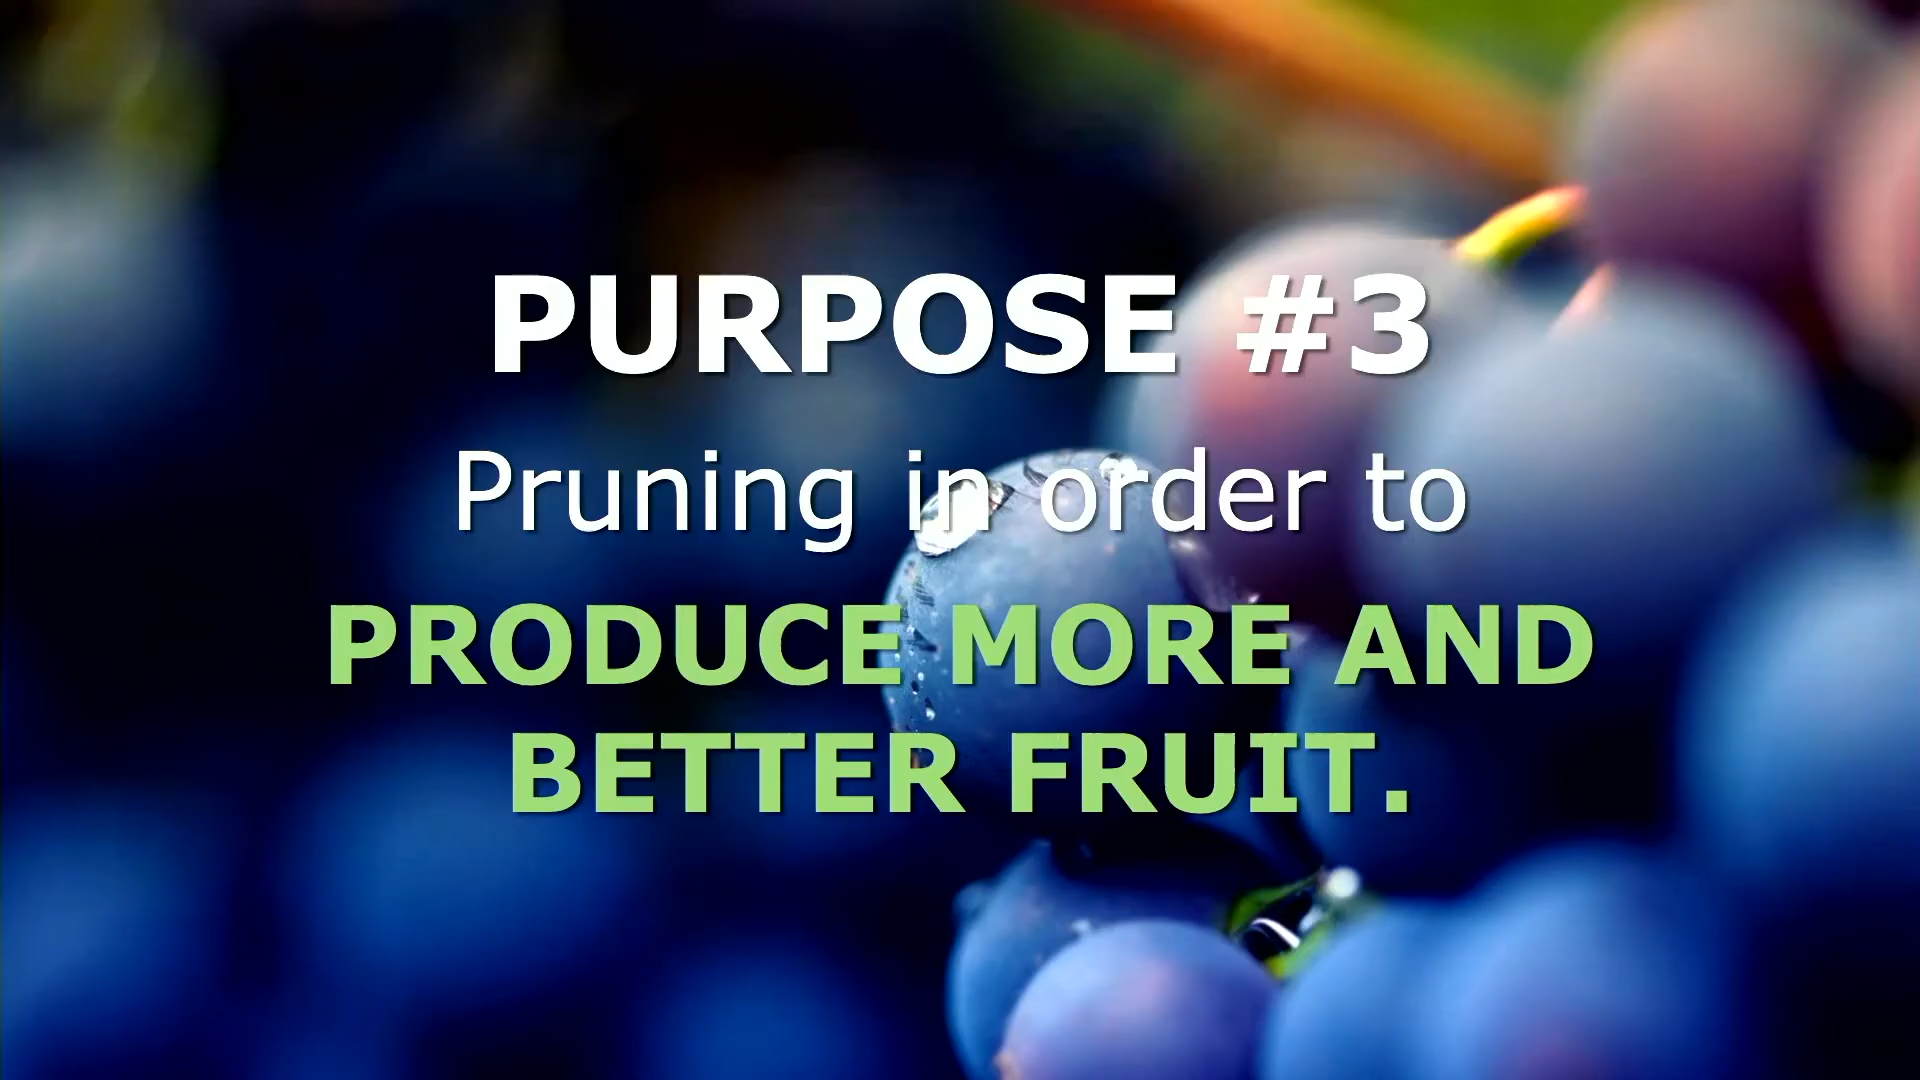 PURPOSE #3
Pruning in order to
PRODUCE MORE AND
BETTER FRUIT.